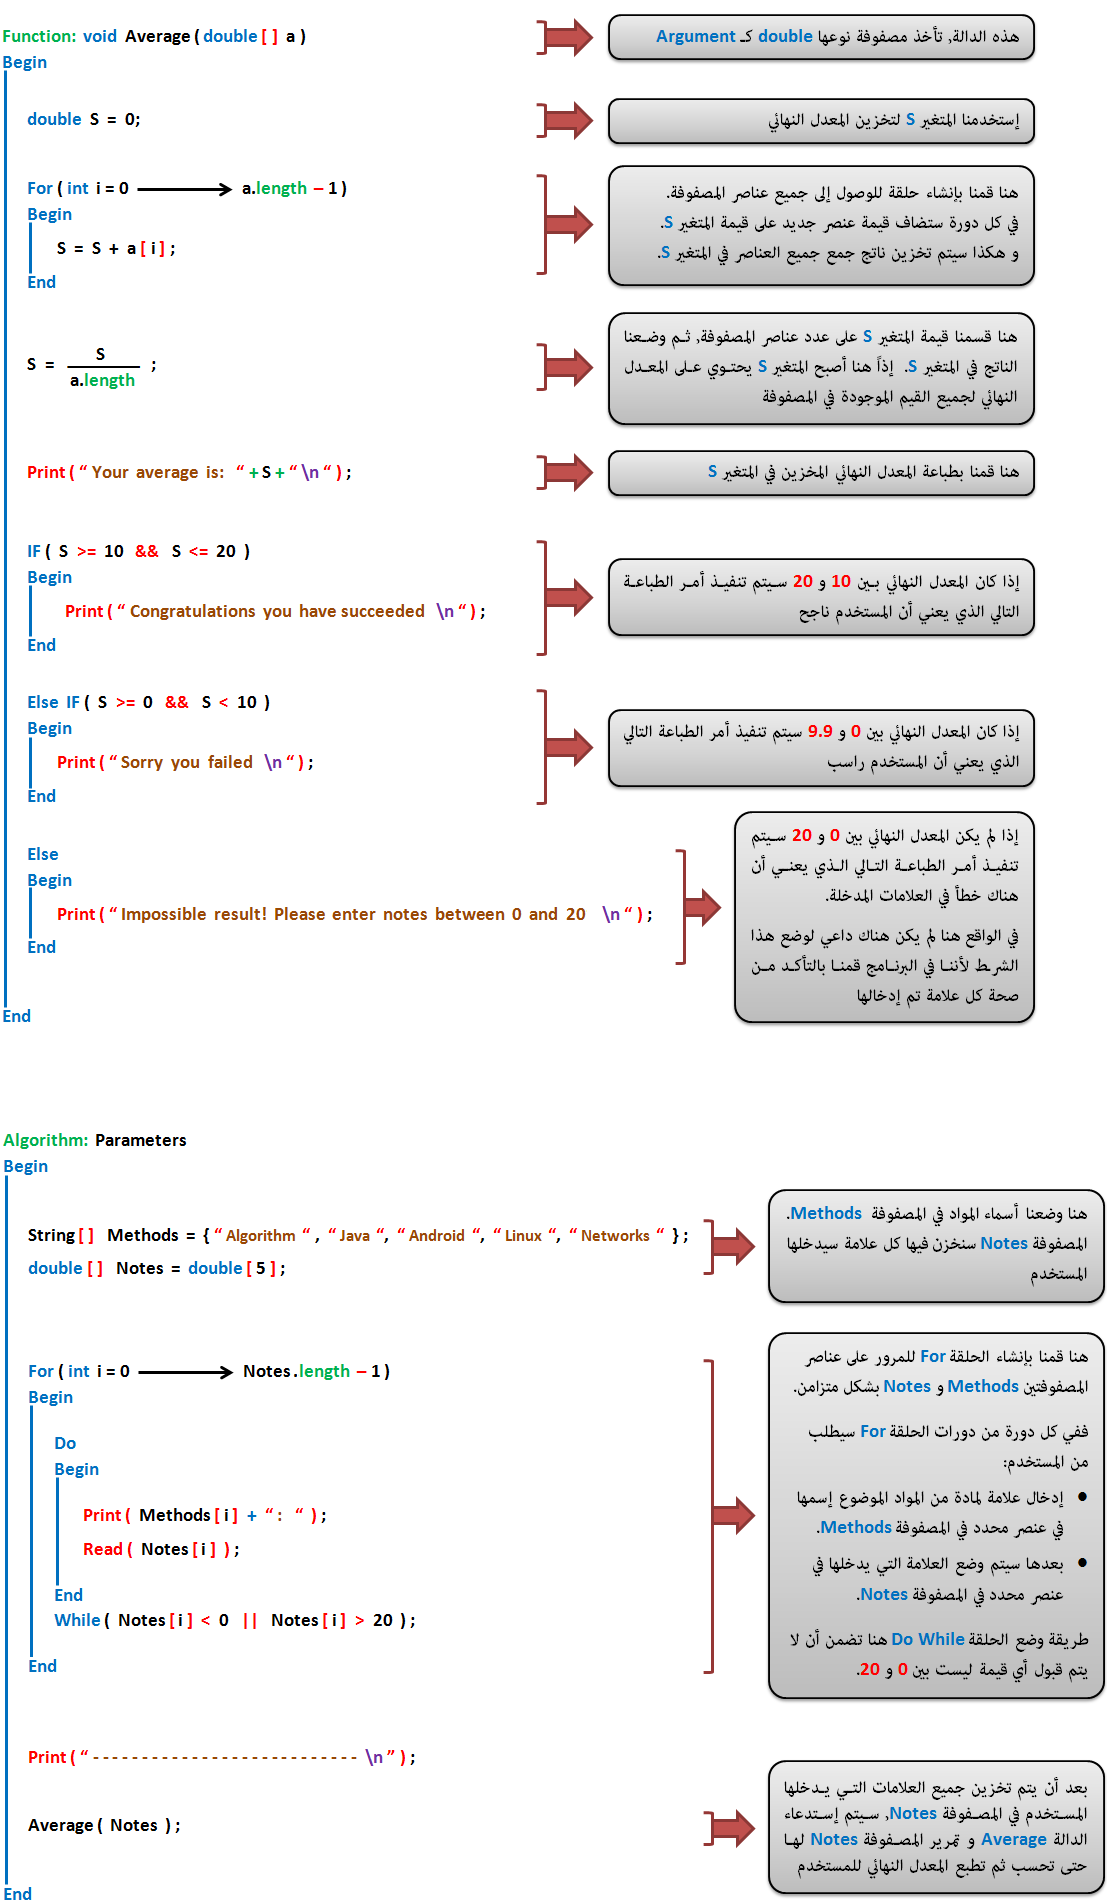 Function: void Average ( double [ ] a )
هذه الدالة, تأخذ مصفوفة نوعها double كـ Argument
Begin
double S = 0;
إستخدمنا المتغير S لتخزين المعدل النهائي
For ( int i = 0 ⟶ a.length – 1 )
Begin
S = S + a [ i ] ;
End
هنا قمنا بإنشاء حلقة للوصول إلى جميع عناصر المصفوفة.
في كل دورة ستضاف قيمة عنصر جديد على قيمة المتغير S.
و هكذا سيتم تخزين ناتج جمع جميع العناصر في المتغير S.
S = S / a.length ;
هنا قسمنا قيمة المتغير S على عدد عناصر المصفوفة, ثم وضعنا
الناتج في المتغير S. إذاً هنا أصبح المتغير S يحتوي على المعدل
النهائي لجميع القيم الموجودة في المصفوفة
Print ( “ Your average is: “ + S + “ \n “ ) ;
هنا قمنا بطباعة المعدل النهائي المخزين في المتغير S
IF ( S >= 10 && S <= 20 )
Begin
Print ( “ Congratulations you have succeeded \n “ ) ;
End
إذا كان المعدل النهائي بين 10 و 20 سيتم تنفيذ أمر الطباعة
التالي الذي يعني أن المستخدم ناجح
Else IF ( S >= 0 && S < 10 )
Begin
Print ( “ Sorry you failed \n “ ) ;
End
إذا كان المعدل النهائي بين 0 و 9.9 سيتم تنفيذ أمر الطباعة التالي
الذي يعني أن المستخدم راسب
Else
Begin
Print ( “ Impossible result! Please enter notes between 0 and 20 \n “ ) ;
End
إذا لم يكن المعدل النهائي بين 0 و 20 سيتم
تنفيذ أمر الطباعة التالي الذي يعني أن
هناك خطأ في العلامات المدخلة.
في الواقع هنا لم يكن هناك داعي لوضع هذا
الشرط لأننا في البرنامج قمنا بالتأكد من
صحة كل علامة تم إدخالها
End
Algorithm: Parameters
Begin
String [ ] Methods = { “ Algorithm “ , “ Java “, “ Android “, “ Linux “, “ Networks “ } ;
double [ ] Notes = double [ 5 ] ;
هنا وضعنا أسماء المواد في المصفوفة Methods.
المصفوفة Notes سنخزن فيها كل علامة سيدخلها
المستخدم
For ( int i = 0 ⟶ Notes .length – 1 )
Begin
Do
Begin
Print ( Methods [ i ] + “ : “ ) ;
Read ( Notes [ i ] ) ;
End
While ( Notes [ i ] < 0 || Notes [ i ] > 20 ) ;
End
هنا قمنا بإنشاء الحلقة For للمرور على عناصر
المصفوفتين Methods و Notes بشكل متزامن.
ففي كل دورة من دورات الحلقة For سيطلب
من المستخدم:
● إدخال علامة لمادة من المواد الموضوع إسمها
في عنصر محدد في المصفوفة Methods.
● بعدها سيتم وضع العلامة التي يدخلها في
عنصر محدد في المصفوفة Notes.
طريقة وضع الحلقة Do While هنا تضمن أن لا
يتم قبول أي قيمة ليست بين 0 و 20.
Print ( “ - - - - - - - - - - - - - - - - - - - - - - - - - - - \n ” ) ;
Average ( Notes ) ;
بعد أن يتم تخزين جميع العلامات التي يدخلها
المستخدم في المصفوفة Notes, سيتم إستدعاء
الدالة Average و تمرير المصفوفة Notes لها
حتى تحسب ثم تطبع المعدل النهائي للمستخدم
End